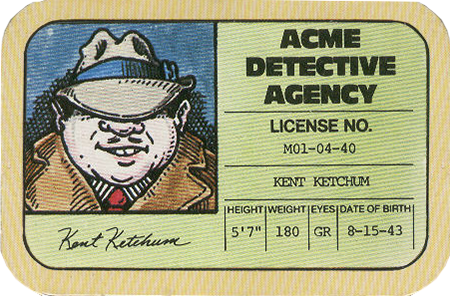 ACME
DETECTIVE
AGENCY
LICENSE NO.
M01-04-40
KENT KETCHUM
HEIGHT WEIGHT EYES DATE OF BIRTH
5'7" 180 GR 8-15-43
Kent Ketchum